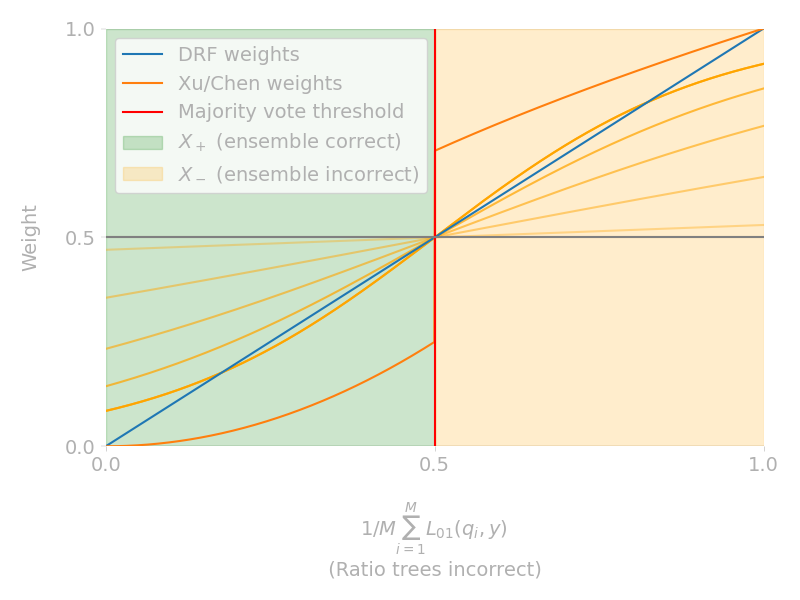 1.0
DRF weights
Xu/Chen weights
Majority vote threshold
X₊ (ensemble correct)
X₋ (ensemble incorrect)
Weight
0.5
0.0
0.0 0.5 1.0
1/M ∑_{i=1}^{M} L₀₁(qᵢ, y)
(Ratio trees incorrect)